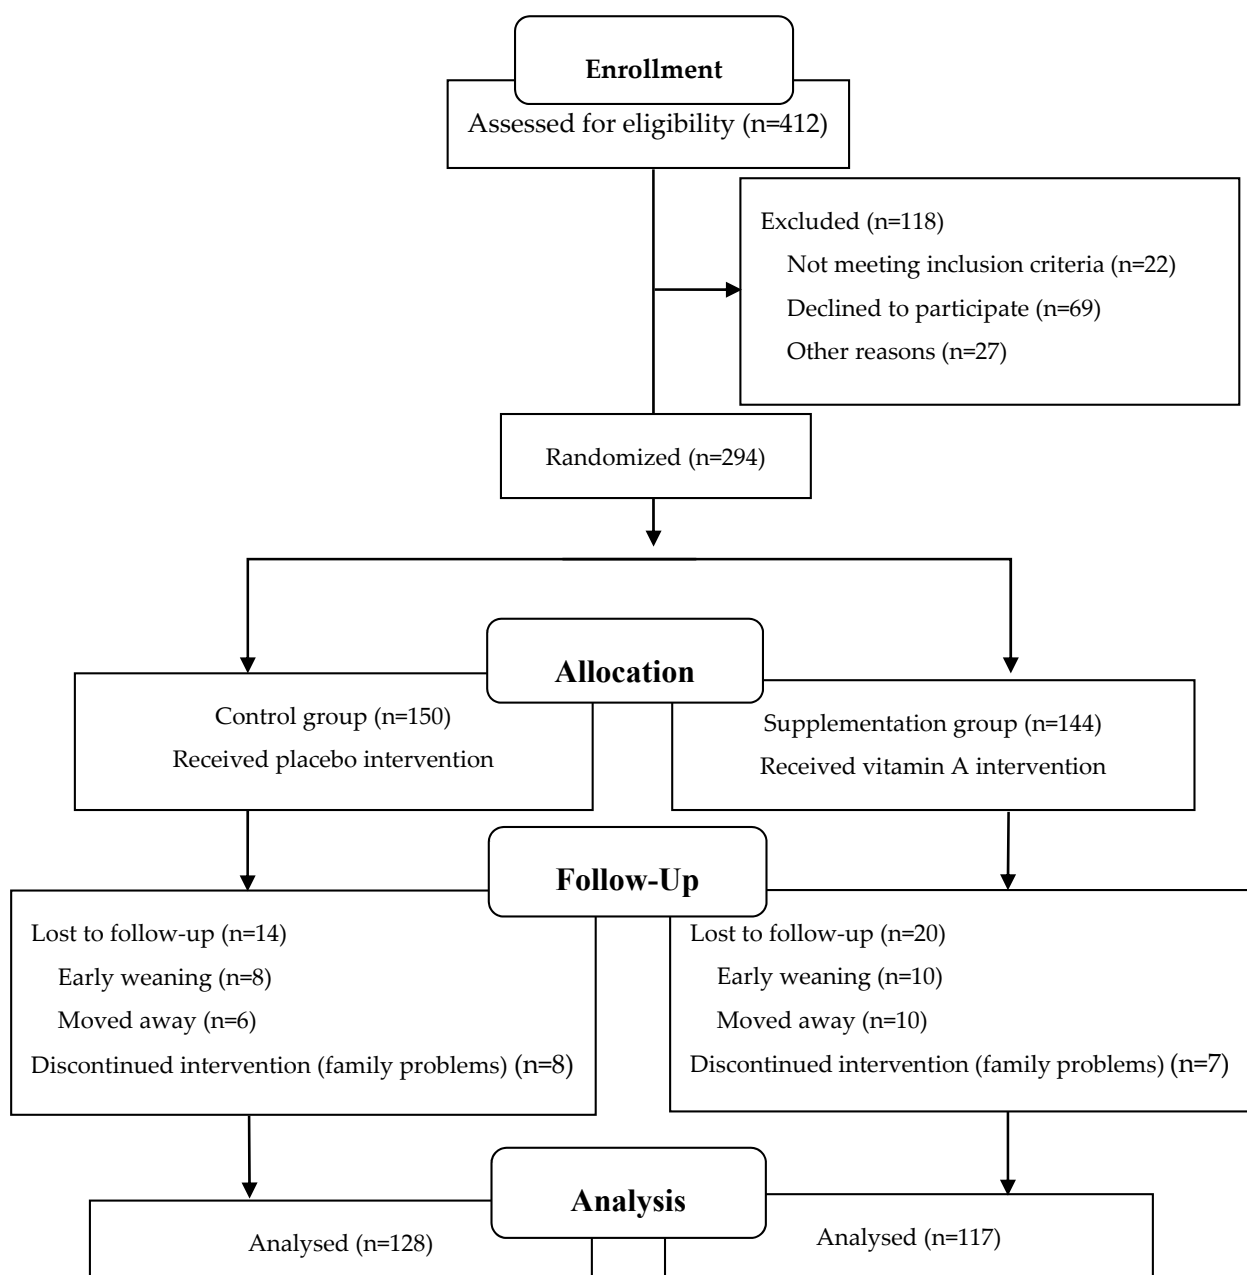 Enrollment
Assessed for eligibility (n=412)
Excluded (n=118)
Not meeting inclusion criteria (n=22)
Declined to participate (n=69)
Other reasons (n=27)
Randomized (n=294)
Allocation
Control group (n=150)
Received placebo intervention
Supplementation group (n=144)
Received vitamin A intervention
Follow-Up
Lost to follow-up (n=14)
Early weaning (n=8)
Moved away (n=6)
Discontinued intervention (family problems) (n=8)
Lost to follow-up (n=20)
Early weaning (n=10)
Moved away (n=10)
Discontinued intervention (family problems) (n=7)
Analysis
Analysed (n=128)
Analysed (n=117)